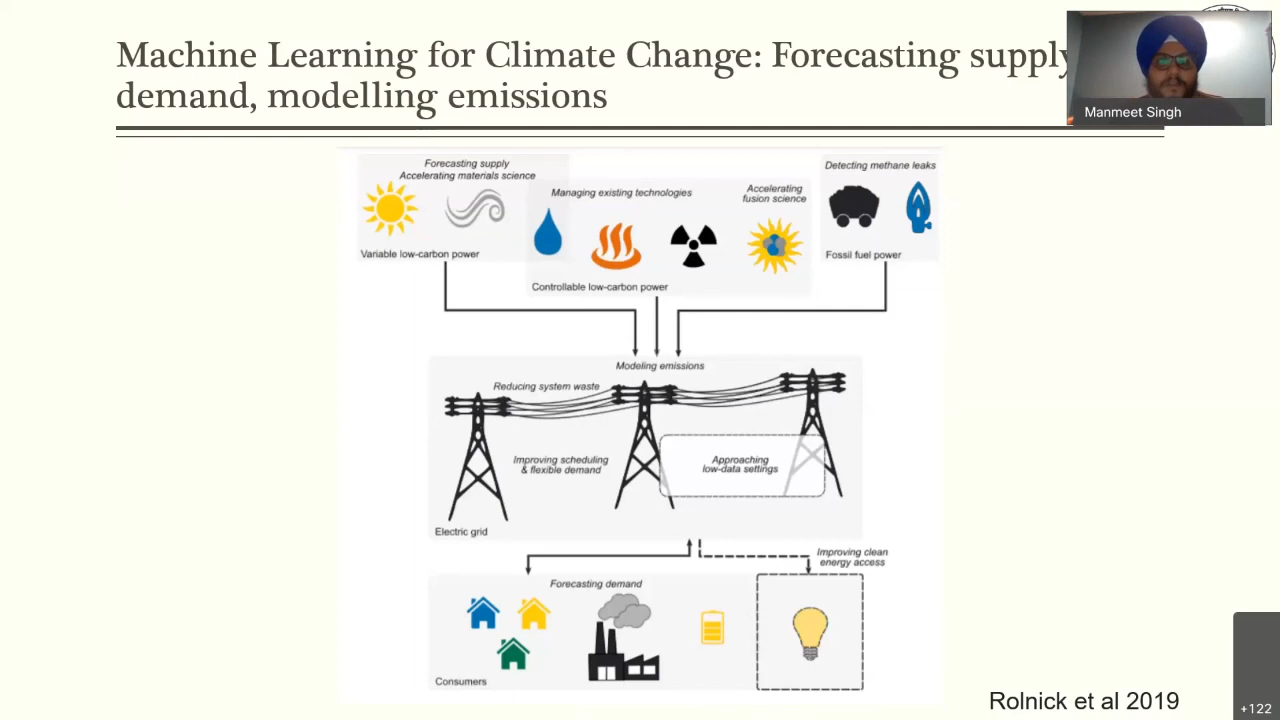 Machine Learning for Climate Change: Forecasting supply
demand, modelling emissions
Manmeet Singh
Forecasting supply
Accelerating materials science
Variable low-carbon power
Managing existing technologies
Accelerating
fusion science
Controllable low-carbon power
Detecting methane leaks
Fossil fuel power
Modeling emissions
Reducing system waste
Improving scheduling
& flexible demand
Approaching
low-data settings
Electric grid
Improving clean
energy access
Forecasting demand
Consumers
Rolnick et al 2019
+122